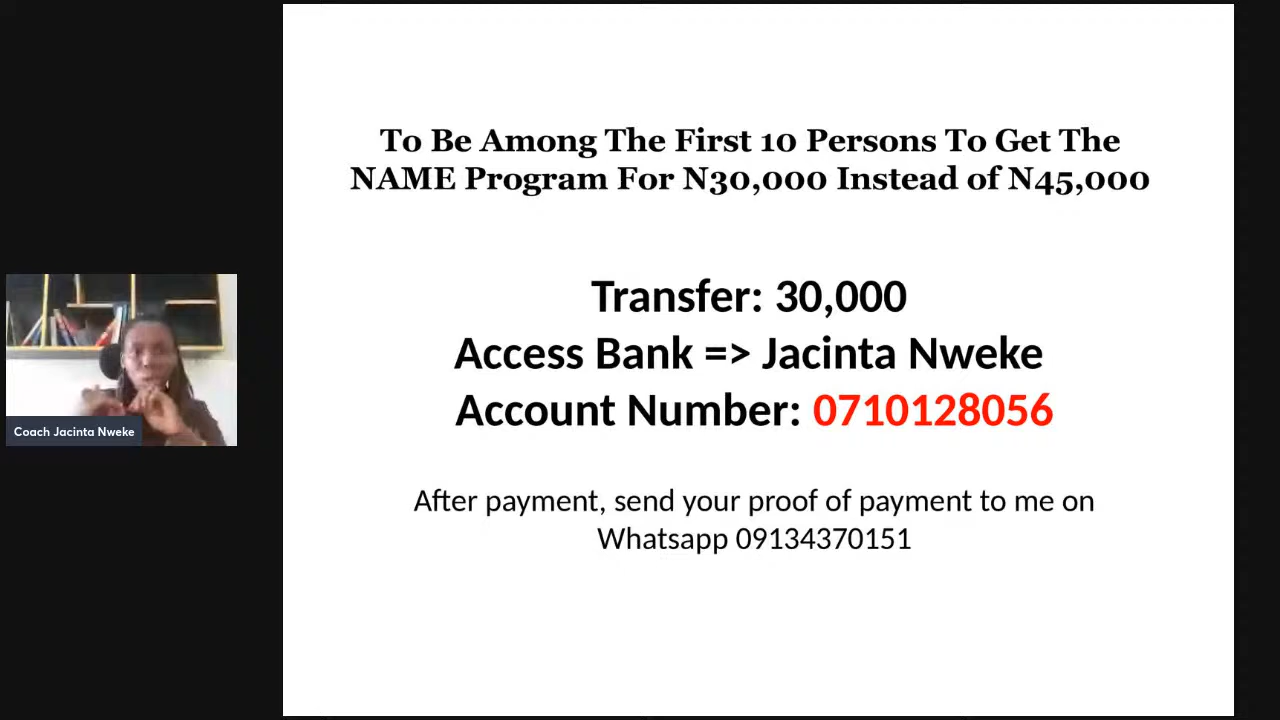 To Be Among The First 10 Persons To Get The
NAME Program For N30,000 Instead of N45,000
Transfer: 30,000
Access Bank => Jacinta Nweke
Account Number: 0710128056
After payment, send your proof of payment to me on
Whatsapp 09134370151
Coach Jacinta Nweke